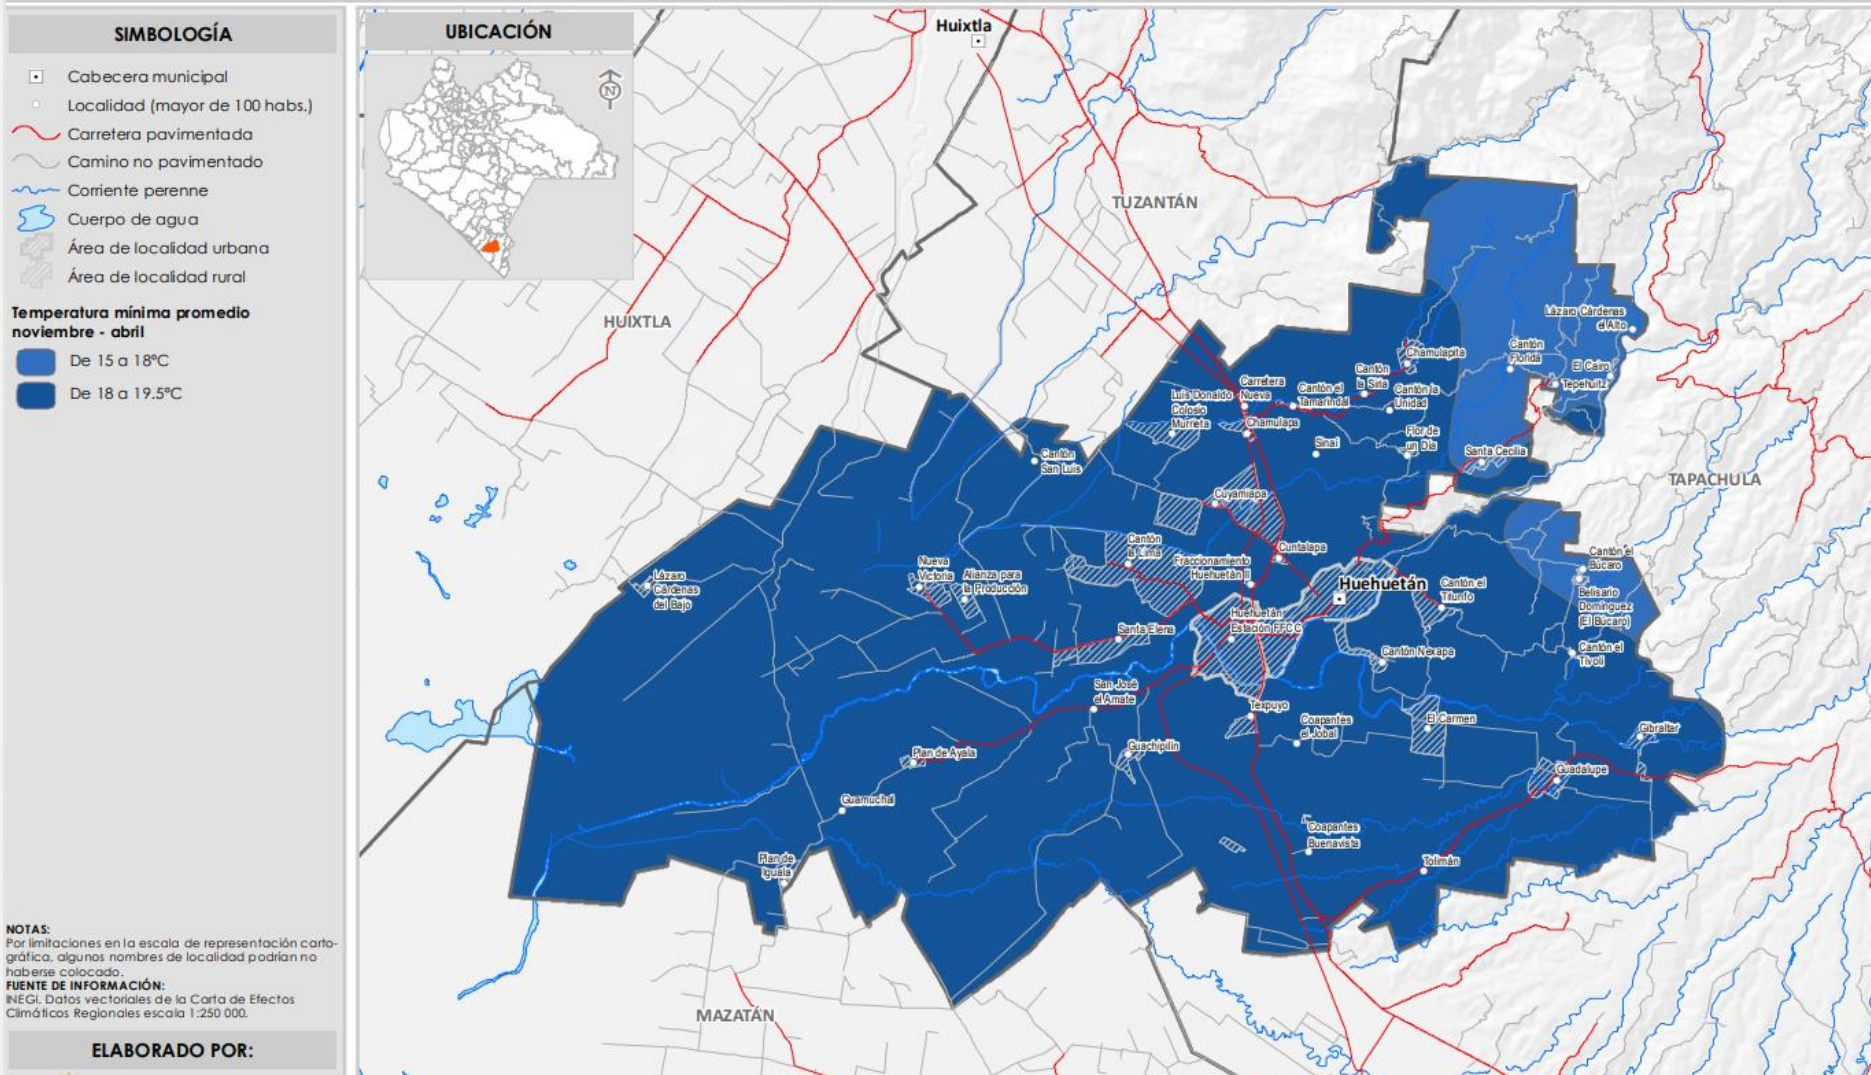 SIMBOLOGÍA
Cabecera municipal
Localidad (mayor de 100 habs.)
Carretera pavimentada
Camino no pavimentado
Corriente perenne
Cuerpo de agua
Área de localidad urbana
Área de localidad rural
Temperatura mínima promedio
noviembre - abril
De 15 a 18°C
De 18 a 19.5°C
NOTAS:
Por limitaciones en la escala de representación carto-
gráfica, algunos nombres de localidad podrían no
haberse colocado.
FUENTE DE INFORMACIÓN:
INEGI. Datos vectoriales de la Carta de Efectos
Climáticos Regionales escala 1:250 000.
ELABORADO POR:
UBICACIÓN
N
Huixtla
TUZANTÁN
HUIXTLA
TAPACHULA
MAZATÁN
Lázaro Cárdenas
el Alto
Cantón
Florida
El Cairo
Tepehuitz
Chamulapita
Cantón
la Siria
Cantón la
Unidad
Carretera
Nueva
Cantón el
Tamarindal
Luis Donaldo
Colosio
Murrieta
Chamulapa
Sinaí
Flor de
un Día
Santa Cecilia
Cantón
San Luis
Cuyamiapa
Cantón
la Lima
Cuntalapa
Fraccionamiento
Huehuetán II
Huehuetán
Cantón el
Triunfo
Cantón el
Búcaro
Belisario
Domínguez
(El Búcaro)
Cantón el
Tívoli
Lázaro
Cárdenas
del Bajo
Nueva
Victoria
Alianza para
la Producción
Santa Elena
Huehuetán
Estación FFCC
Cantón Nexapa
San José
el Amate
Texpuyo
Coapantes
el Jobal
El Carmen
Gibraltar
Guadalupe
Plan de Ayala
Guachipilín
Guamuchal
Plan de
Iguala
Coapantes
Buenavista
Tolimán